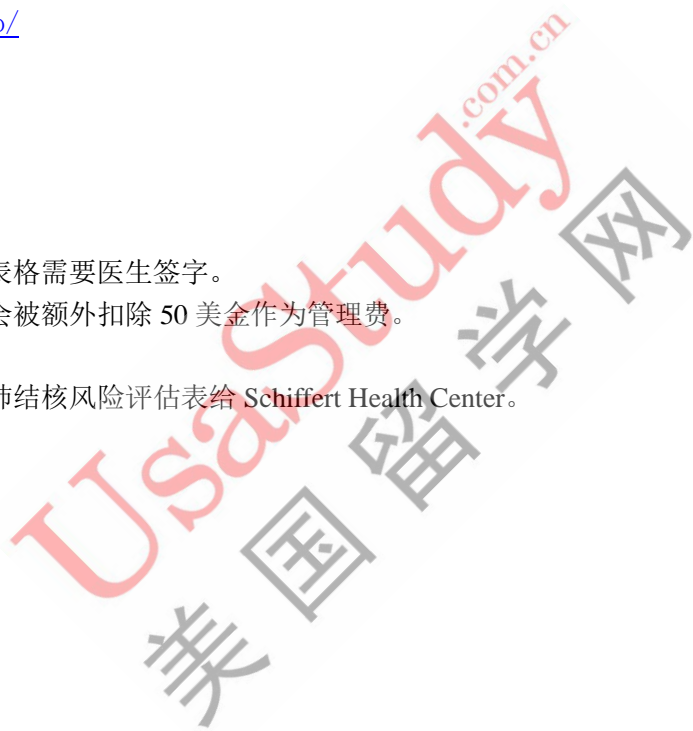 o/
表格需要医生签字。
会被额外扣除 50 美金作为管理费。
肺结核风险评估表给 Schiffert Health Center。
UsaStudy.com.cn
美国留学网